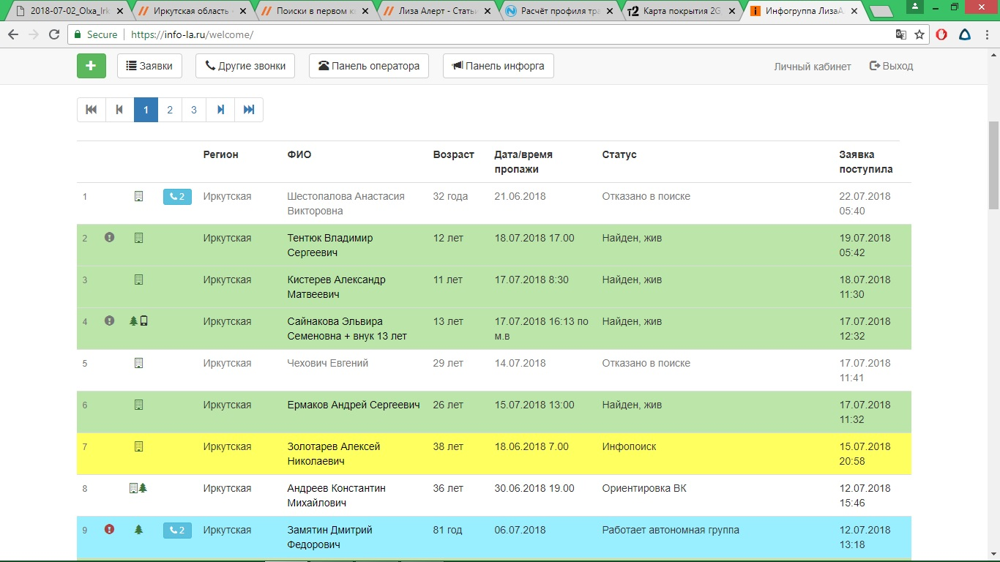 2018-07-02_Olxa_Irk
Иркутская область
Поиски в первом к
Лиза Алерт - Стать
Расчёт профиля тра
Карта покрытия 2G
Инфогруппа ЛизаА
Secure https://info-la.ru/welcome/
+ Заявки Другие звонки Панель оператора Панель инфорга Личный кабинет Выход
1 2 3
Регион ФИО Возраст Дата/время Статус Заявка
пропажи поступила
1 2 Иркутская Шестопалова Анастасия 32 года 21.06.2018 Отказано в поиске 22.07.2018
Викторовна 05:40
2 Иркутская Тентюк Владимир 12 лет 18.07.2018 17.00 Найден, жив 19.07.2018
Сергеевич 05:42
3 Иркутская Кистерев Александр 11 лет 17.07.2018 8:30 Найден, жив 18.07.2018
Матвеевич 11:30
4 Иркутская Сайнакова Эльвира 13 лет 17.07.2018 16:13 по Найден, жив 17.07.2018
Семеновна + внук 13 лет м.в 12:32
5 Иркутская Чехович Евгений 29 лет 14.07.2018 Отказано в поиске 17.07.2018
11:41
6 Иркутская Ермаков Андрей Сергеевич 26 лет 15.07.2018 13:00 Найден, жив 17.07.2018
11:32
7 Иркутская Золотарев Алексей 38 лет 18.06.2018 7.00 Инфопоиск 15.07.2018
Николаевич 20:58
8 Иркутская Андреев Константин 36 лет 30.06.2018 19.00 Ориентировка ВК 12.07.2018
Михайлович 15:46
9 2 Иркутская Замятин Дмитрий 81 год 06.07.2018 Работает автономная группа 12.07.2018
Федорович 13:18